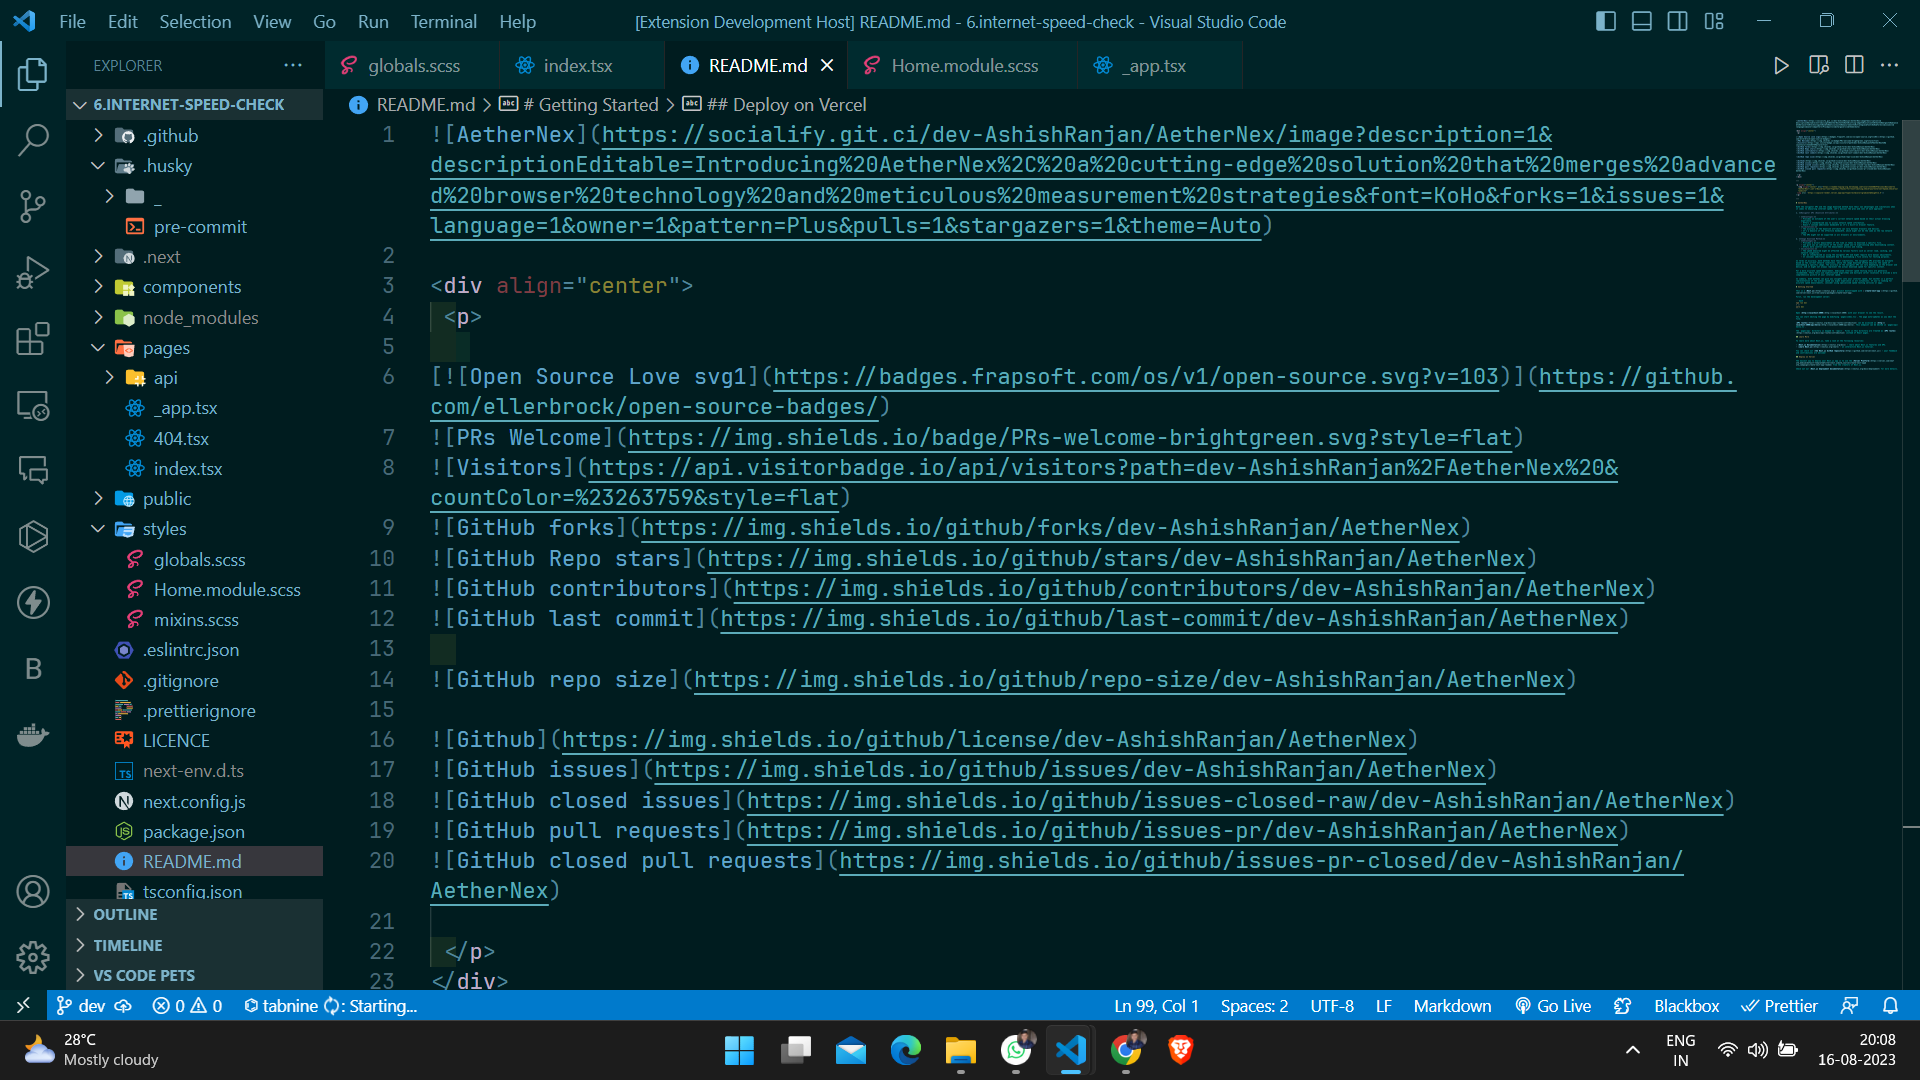 File Edit Selection View Go Run Terminal Help
[Extension Development Host] README.md - 6.internet-speed-check - Visual Studio Code
EXPLORER
6.INTERNET-SPEED-CHECK
.github
.husky
_
pre-commit
.next
components
node_modules
pages
api
_app.tsx
404.tsx
index.tsx
public
styles
globals.scss
Home.module.scss
mixins.scss
.eslintrc.json
.gitignore
.prettierignore
LICENCE
next-env.d.ts
next.config.js
package.json
README.md
tsconfig.json
OUTLINE
TIMELINE
VS CODE PETS
globals.scss index.tsx README.md Home.module.scss _app.tsx
README.md > # Getting Started > ## Deploy on Vercel
1 ![AetherNex](https://socialify.git.ci/dev-AshishRanjan/AetherNex/image?description=1&
descriptionEditable=Introducing%20AetherNex%2C%20a%20cutting-edge%20solution%20that%20merges%20advance
d%20browser%20technology%20and%20meticulous%20measurement%20strategies&font=KoHo&forks=1&issues=1&
language=1&owner=1&pattern=Plus&pulls=1&stargazers=1&theme=Auto)
2
3 <div align="center">
4 <p>
5
6 [![Open Source Love svg1](https://badges.frapsoft.com/os/v1/open-source.svg?v=103)](https://github.
com/ellerbrock/open-source-badges/)
7 ![PRs Welcome](https://img.shields.io/badge/PRs-welcome-brightgreen.svg?style=flat)
8 ![Visitors](https://api.visitorbadge.io/api/visitors?path=dev-AshishRanjan%2FAetherNex%20&
countColor=%23263759&style=flat)
9 ![GitHub forks](https://img.shields.io/github/forks/dev-AshishRanjan/AetherNex)
10 ![GitHub Repo stars](https://img.shields.io/github/stars/dev-AshishRanjan/AetherNex)
11 ![GitHub contributors](https://img.shields.io/github/contributors/dev-AshishRanjan/AetherNex)
12 ![GitHub last commit](https://img.shields.io/github/last-commit/dev-AshishRanjan/AetherNex)
13
14 ![GitHub repo size](https://img.shields.io/github/repo-size/dev-AshishRanjan/AetherNex)
15
16 ![Github](https://img.shields.io/github/license/dev-AshishRanjan/AetherNex)
17 ![GitHub issues](https://img.shields.io/github/issues/dev-AshishRanjan/AetherNex)
18 ![GitHub closed issues](https://img.shields.io/github/issues-closed-raw/dev-AshishRanjan/AetherNex)
19 ![GitHub pull requests](https://img.shields.io/github/issues-pr/dev-AshishRanjan/AetherNex)
20 ![GitHub closed pull requests](https://img.shields.io/github/issues-pr-closed/dev-AshishRanjan/
AetherNex)
21
22 </p>
23 </div>
dev 0 0 tabnine : Starting... Ln 99, Col 1 Spaces: 2 UTF-8 LF Markdown Go Live Blackbox Prettier
28°C
Mostly cloudy
ENG
IN
20:08
16-08-2023